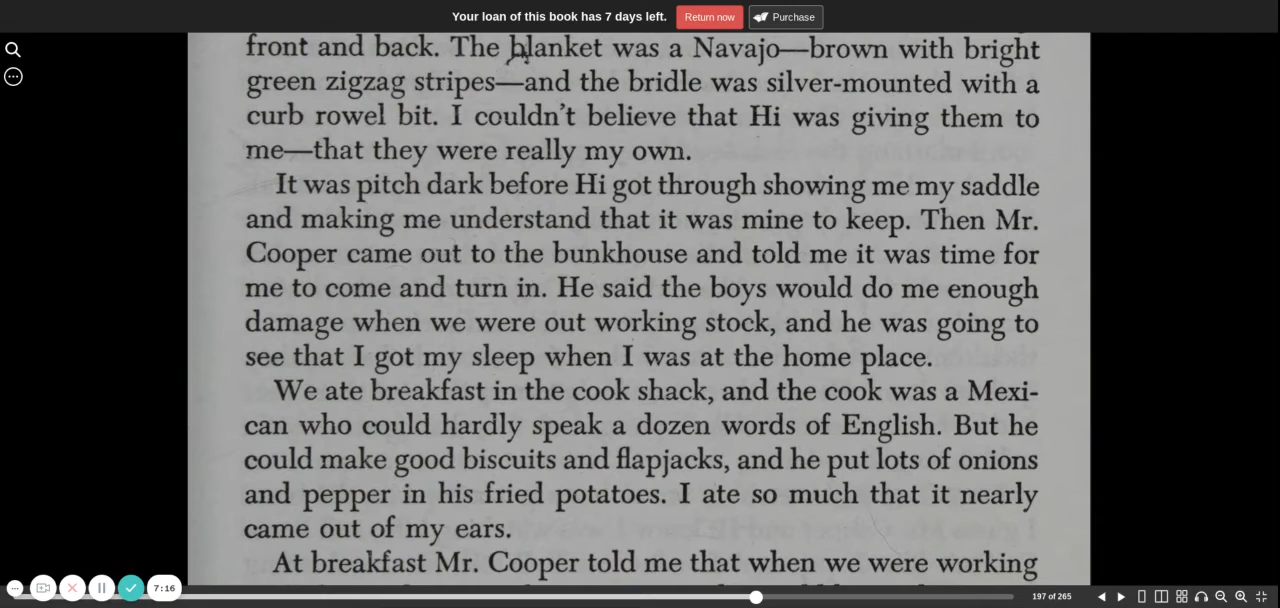 Your loan of this book has 7 days left. Return now Purchase
front and back. The blanket was a Navajo—brown with bright
green zigzag stripes—and the bridle was silver-mounted with a
curb rowel bit. I couldn't believe that Hi was giving them to
me—that they were really my own.
It was pitch dark before Hi got through showing me my saddle
and making me understand that it was mine to keep. Then Mr.
Cooper came out to the bunkhouse and told me it was time for
me to come and turn in. He said the boys would do me enough
damage when we were out working stock, and he was going to
see that I got my sleep when I was at the home place.
We ate breakfast in the cook shack, and the cook was a Mexi-
can who could hardly speak a dozen words of English. But he
could make good biscuits and flapjacks, and he put lots of onions
and pepper in his fried potatoes. I ate so much that it nearly
came out of my ears.
At breakfast Mr. Cooper told me that when we were working
7:16
197 of 265